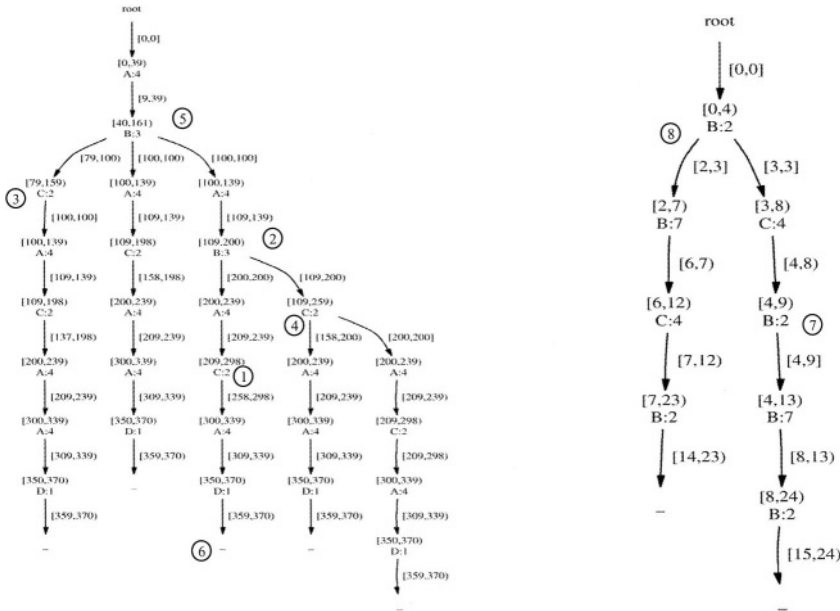 root
[0,0]
[0,39)
A:4
[9,39)
[40,161)
B:3
⑤
[79,100) [100,100) [100,100]
[79,159) [100,139) [100,139)
③ C:2 A:4 A:4
[100,100] [109,139) [109,139)
②
[100,139) [109,198) [109,200)
A:4 C:2 B:3
[109,139) [158,198) [200,200) [109,200)
[109,198) [200,239) [200,239) [109,259)
C:2 A:4 A:4 C:2
④
[137,198) [209,239) [209,239) [158,200) [200,200]
[200,239) [300,339) [209,298) [200,239) [200,239)
A:4 A:4 C:2 A:4 A:4
①
[209,239) [309,339) [258,298) [209,239) [209,239)
[300,339) [350,370) [300,339) [300,339) [209,298)
A:4 D:1 A:4 A:4 C:2
[309,339) [359,370) [309,339) [309,339) [209,298)
[350,370) – [350,370) [350,370) [300,339)
D:1 D:1 D:1 A:4
[359,370) [359,370) [359,370) [309,339)
– ⑥ – – [350,370)
D:1
[359,370)
–
root
[0,0]
[0,4)
⑧ B:2
[2,3] [3,3]
[2,7) [3,8)
B:7 C:4
[6,7) [4,8)
[6,12) [4,9)
C:4 B:2 ⑦
[7,12) [4,9]
[7,23) [4,13)
B:2 B:7
[14,23) [8,13)
– [8,24)
B:2
[15,24)
–